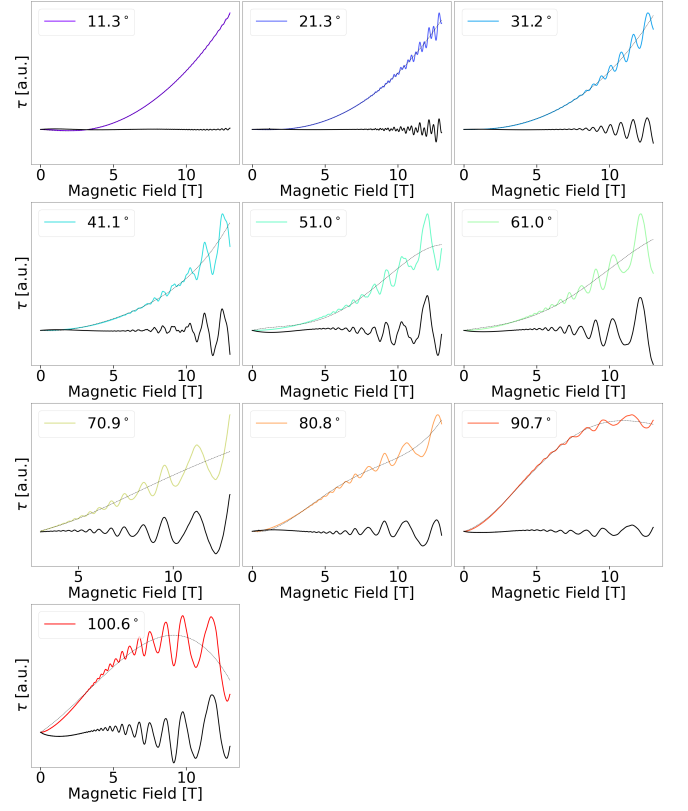 11.3°
21.3°
31.2°
τ [a.u.]
0 5 10
0 5 10
0 5 10
Magnetic Field [T]
Magnetic Field [T]
Magnetic Field [T]
41.1°
51.0°
61.0°
τ [a.u.]
0 5 10
0 5 10
0 5 10
Magnetic Field [T]
Magnetic Field [T]
Magnetic Field [T]
70.9°
80.8°
90.7°
τ [a.u.]
5 10
0 5 10
0 5 10
Magnetic Field [T]
Magnetic Field [T]
Magnetic Field [T]
100.6°
τ [a.u.]
0 5 10
Magnetic Field [T]